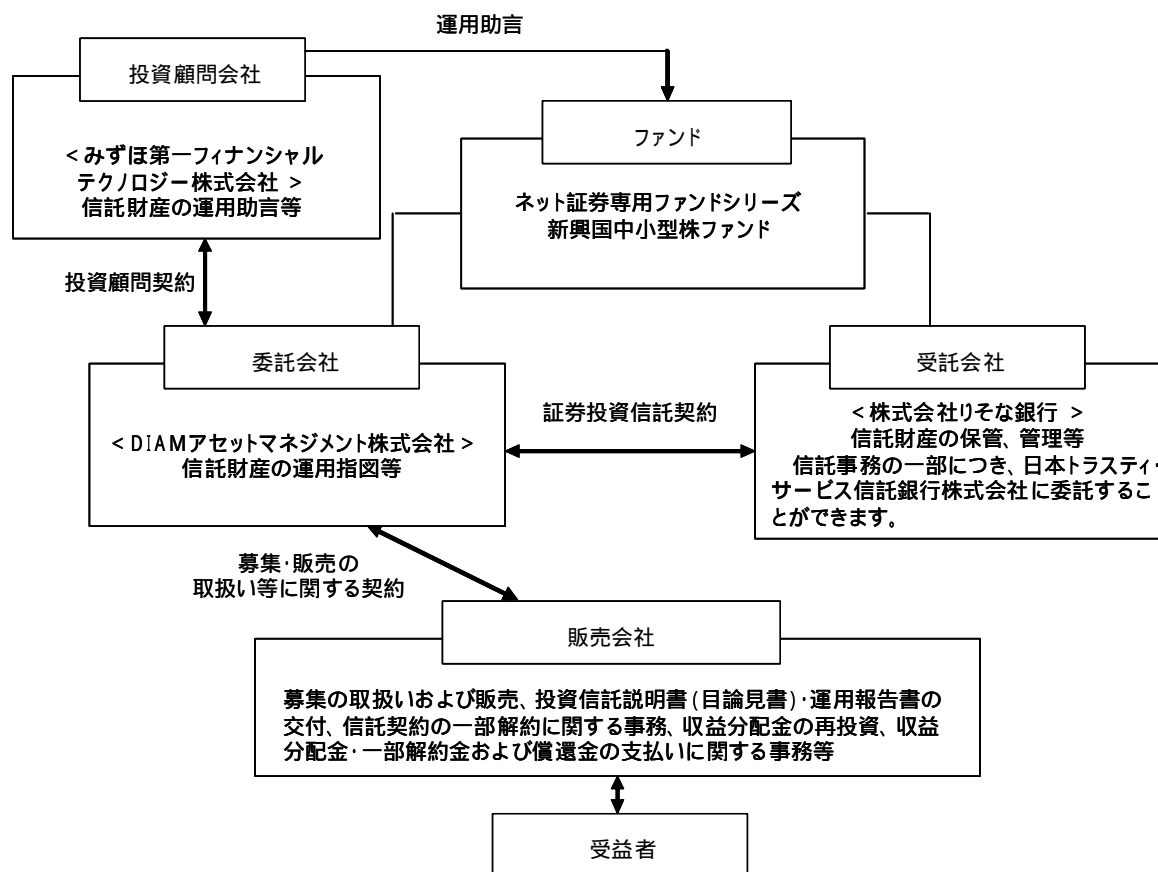 運用助言
投資顧問会社
<みずほ第一フィナンシャル
テクノロジー株式会社 >
信託財産の運用助言等
ファンド
ネット証券専用ファンドシリーズ
新興国中小型株ファンド
投資顧問契約
委託会社
< DIAMアセットマネジメント株式会社 >
信託財産の運用指図等
証券投資信託契約
受託会社
< 株式会社りそな銀行 >
信託財産の保管、管理等
信託事務の一部につき、日本トラスティ・
サービス信託銀行株式会社に委託するこ
とができます。
募集・販売の
取扱い等に関する契約
販売会社
募集の取扱いおよび販売、投資信託説明書(目論見書)・運用報告書の
交付、信託契約の一部解約に関する事務、収益分配金の再投資、収益
分配金・一部解約金および償還金の支払いに関する事務等
受益者